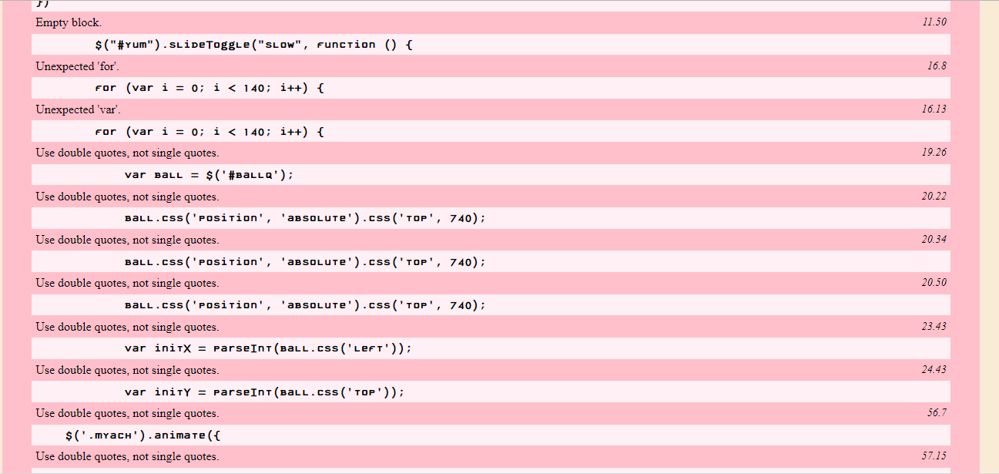 })
Empty block. 11.50
$("#yum").slideToggle("slow", function () {
Unexpected 'for'. 16.8
for (var i = 0; i < 140; i++) {
Unexpected 'var'. 16.13
for (var i = 0; i < 140; i++) {
Use double quotes, not single quotes. 19.26
var ball = $('#ballQ');
Use double quotes, not single quotes. 20.22
ball.css('position', 'absolute').css('top', 740);
Use double quotes, not single quotes. 20.34
ball.css('position', 'absolute').css('top', 740);
Use double quotes, not single quotes. 20.50
ball.css('position', 'absolute').css('top', 740);
Use double quotes, not single quotes. 23.43
var initX = parseInt(ball.css('left'));
Use double quotes, not single quotes. 24.43
var initY = parseInt(ball.css('top'));
Use double quotes, not single quotes. 56.7
$('.myach').animate({
Use double quotes, not single quotes. 57.15